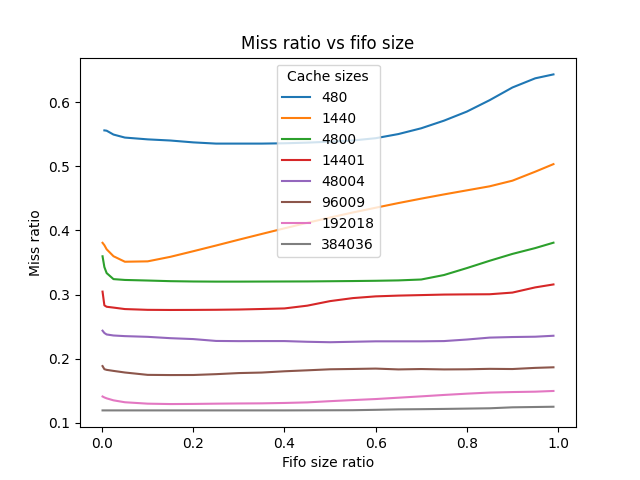 Miss ratio vs fifo size
Cache sizes
480
1440
4800
14401
48004
96009
192018
384036
Miss ratio
0.6
0.5
0.4
0.3
0.2
0.1
0.0 0.2 0.4 0.6 0.8 1.0
Fifo size ratio